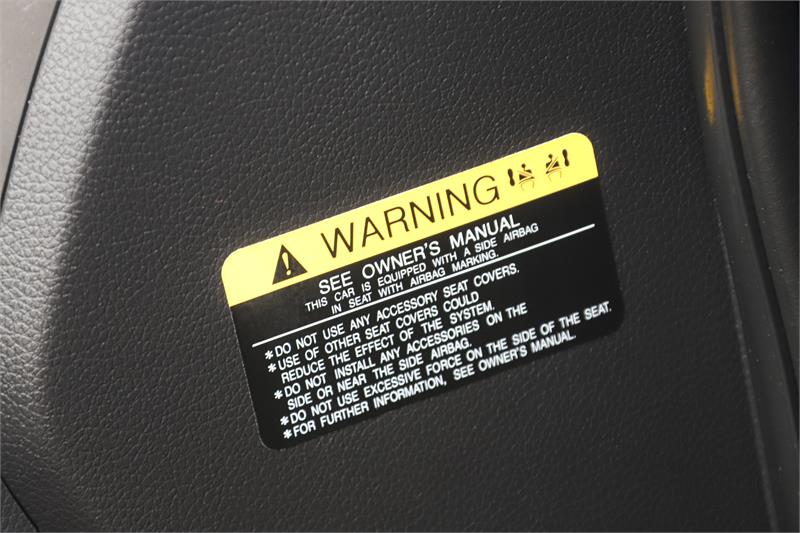 WARNING
SEE OWNER'S MANUAL
THIS CAR IS EQUIPPED WITH A SIDE AIRBAG
IN SEAT WITH AIRBAG MARKING.
*DO NOT USE ANY ACCESSORY SEAT COVERS.
*USE OF OTHER SEAT COVERS COULD
REDUCE THE EFFECT OF THE SYSTEM.
*DO NOT INSTALL ANY ACCESSORIES ON THE
SIDE OR NEAR THE SIDE AIRBAG.
*DO NOT USE EXCESSIVE FORCE ON THE SIDE OF THE SEAT.
*FOR FURTHER INFORMATION, SEE OWNER'S MANUAL.